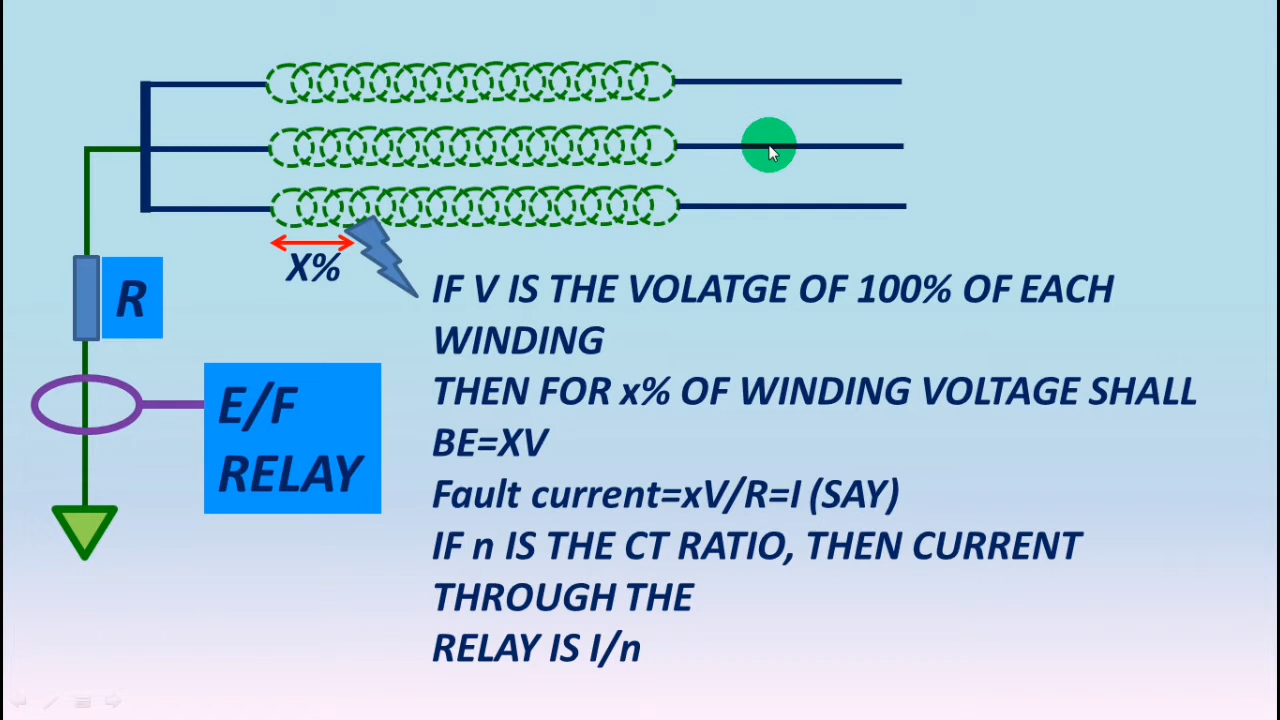 X%
R
E/F
RELAY
IF V IS THE VOLATGE OF 100% OF EACH
WINDING
THEN FOR x% OF WINDING VOLTAGE SHALL
BE=XV
Fault current=xV/R=I (SAY)
IF n IS THE CT RATIO, THEN CURRENT
THROUGH THE
RELAY IS I/n